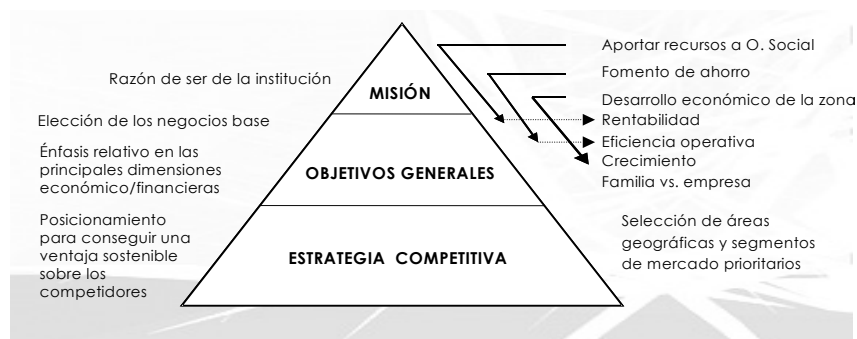 Razón de ser de la institución
Elección de los negocios base
Énfasis relativo en las
principales dimensiones
económico/financieras
Posicionamiento
para conseguir una
ventaja sostenible
sobre los
competidores
MISIÓN
OBJETIVOS GENERALES
ESTRATEGIA COMPETITIVA
Aportar recursos a O. Social
Fomento de ahorro
Desarrollo económico de la zona
Rentabilidad
Eficiencia operativa
Crecimiento
Familia vs. empresa
Selección de áreas
geográficas y segmentos
de mercado prioritarios